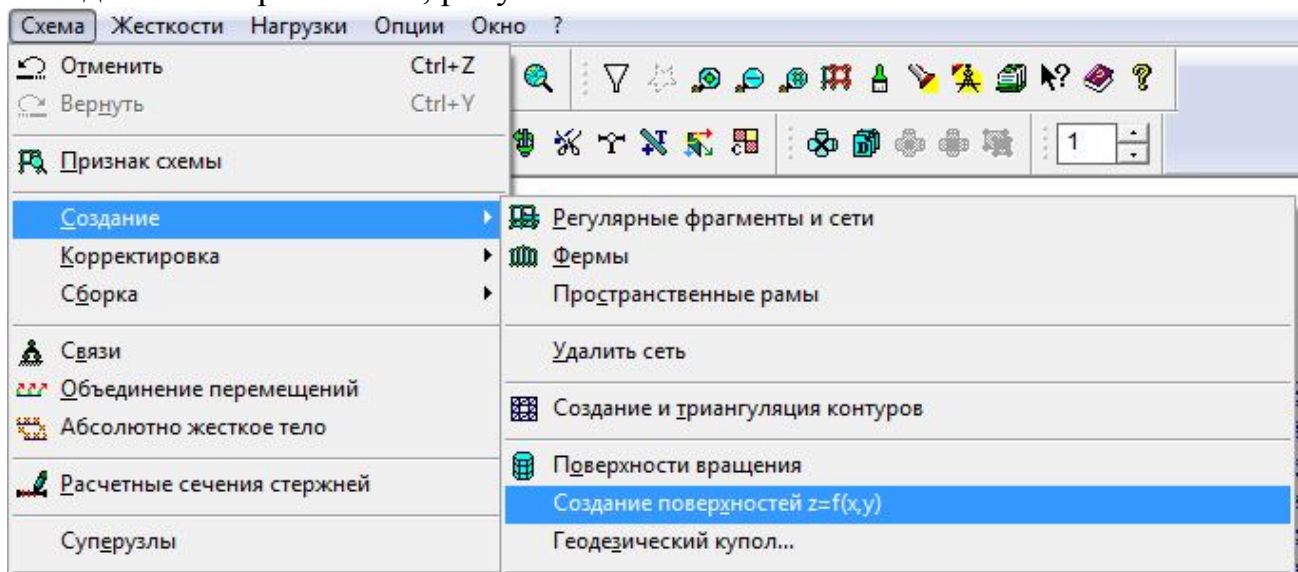 Схема Жесткости Нагрузки Опции Окно ?
Отменить Ctrl+Z
Вернуть Ctrl+Y
1
Признак схемы
Создание
Регулярные фрагменты и сети
Корректировка
Фермы
Сборка
Пространственные рамы
Связи
Удалить сеть
Объединение перемещений
Абсолютно жесткое тело
Создание и триангуляция контуров
Расчетные сечения стержней
Поверхности вращения
Создание поверхностей z=f(x,y)
Суперузлы
Геодезический купол...